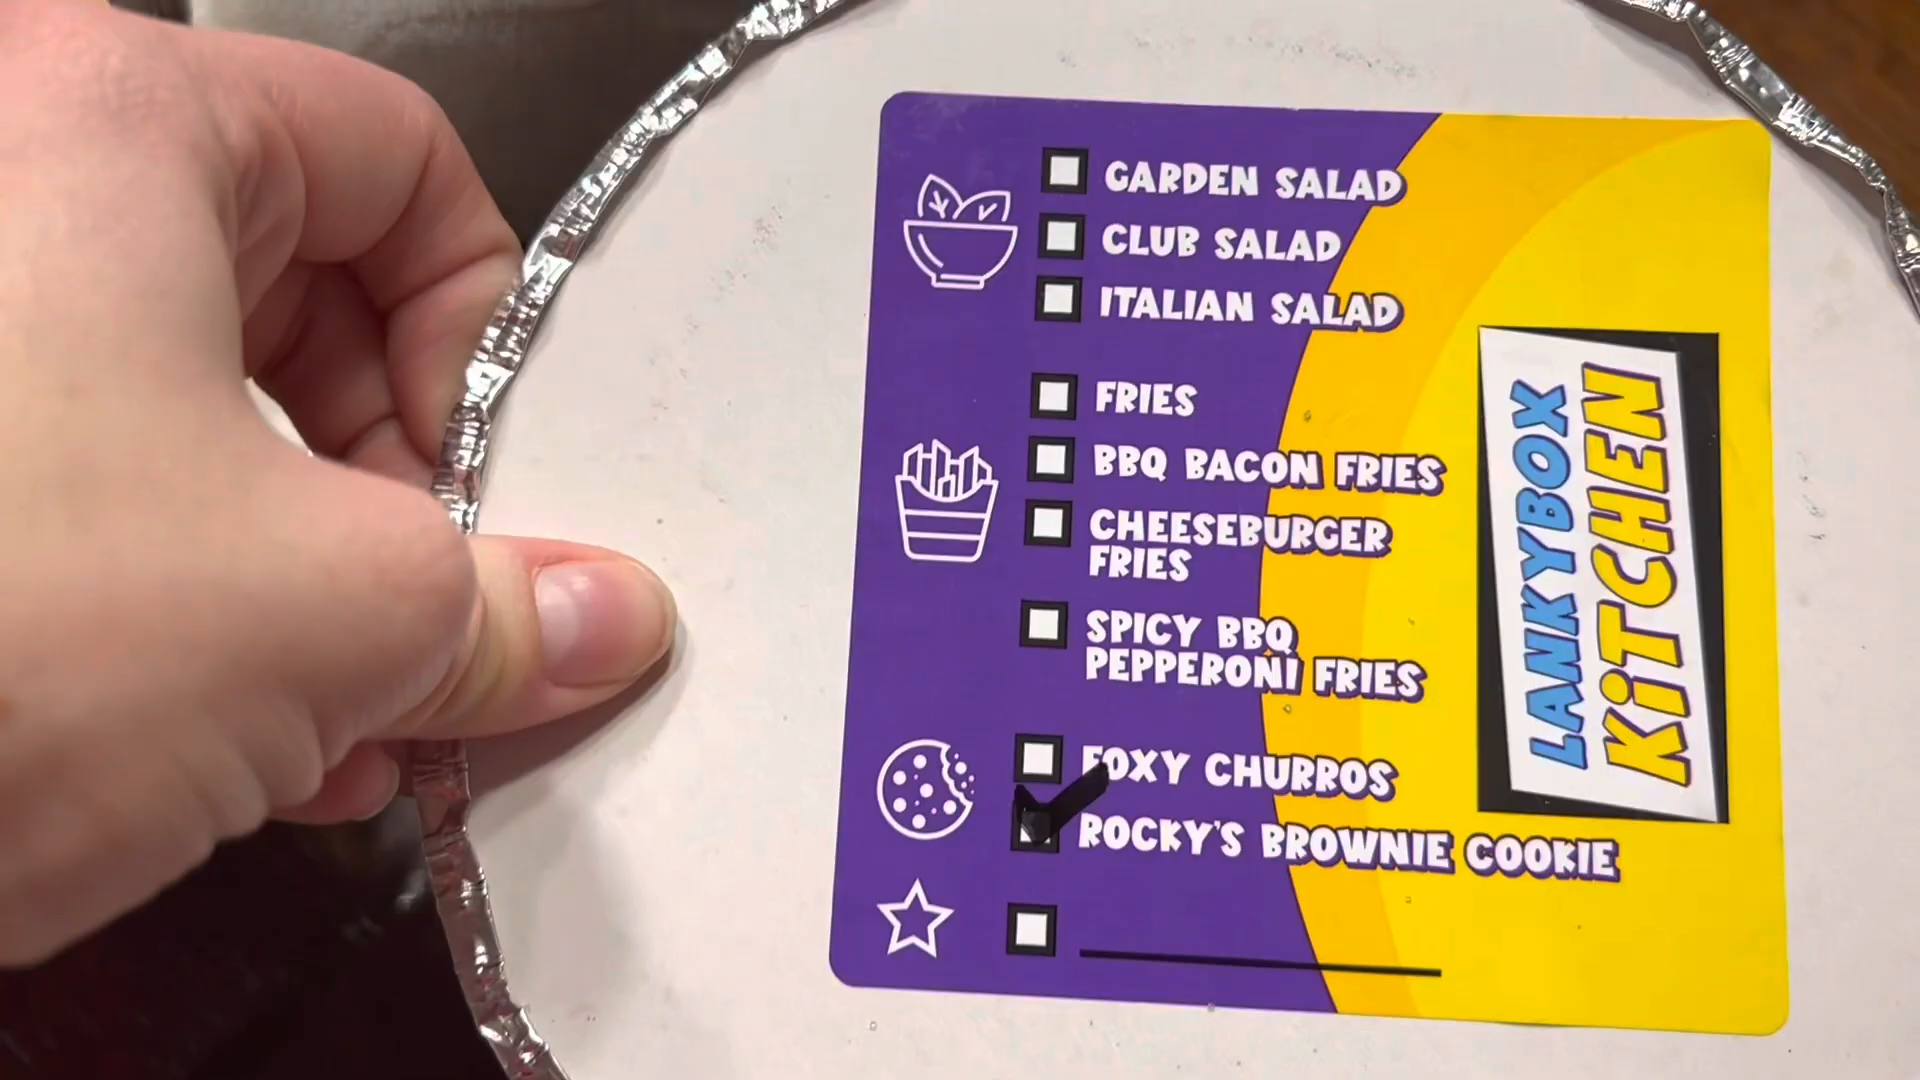 GARDEN SALAD
CLUB SALAD
ITALIAN SALAD
FRIES
BBQ BACON FRIES
CHEESEBURGER
FRIES
SPICY BBQ
PEPPERONI FRIES
FOXY CHURROS
ROCKY'S BROWNIE COOKIE
LANKYBOX
KiTCHEN